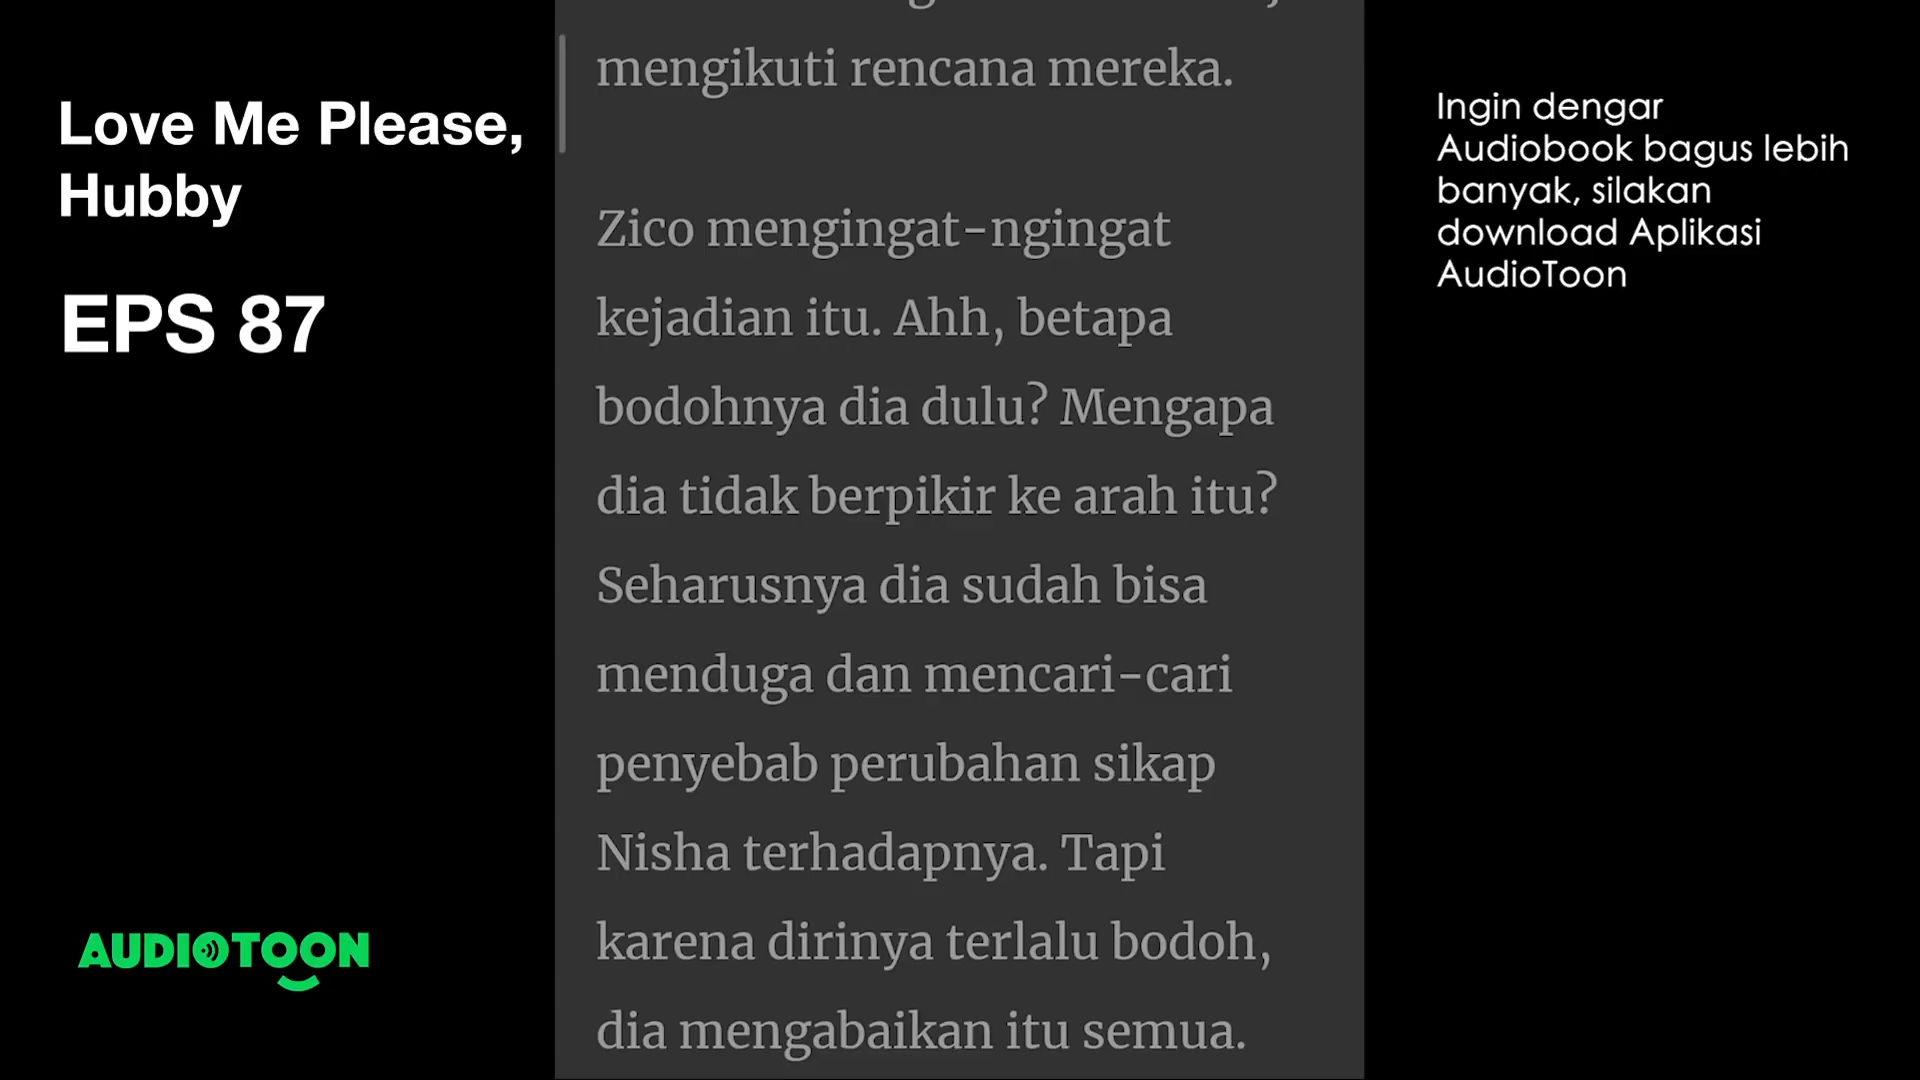 Love Me Please,
Hubby
EPS 87
AUDIOTOON
mengikuti rencana mereka.
Zico mengingat-ngingat
kejadian itu. Ahh, betapa
bodohnya dia dulu? Mengapa
dia tidak berpikir ke arah itu?
Seharusnya dia sudah bisa
menduga dan mencari-cari
penyebab perubahan sikap
Nisha terhadapnya. Tapi
karena dirinya terlalu bodoh,
dia mengabaikan itu semua.
Ingin dengar
Audiobook bagus lebih
banyak, silakan
download Aplikasi
AudioToon